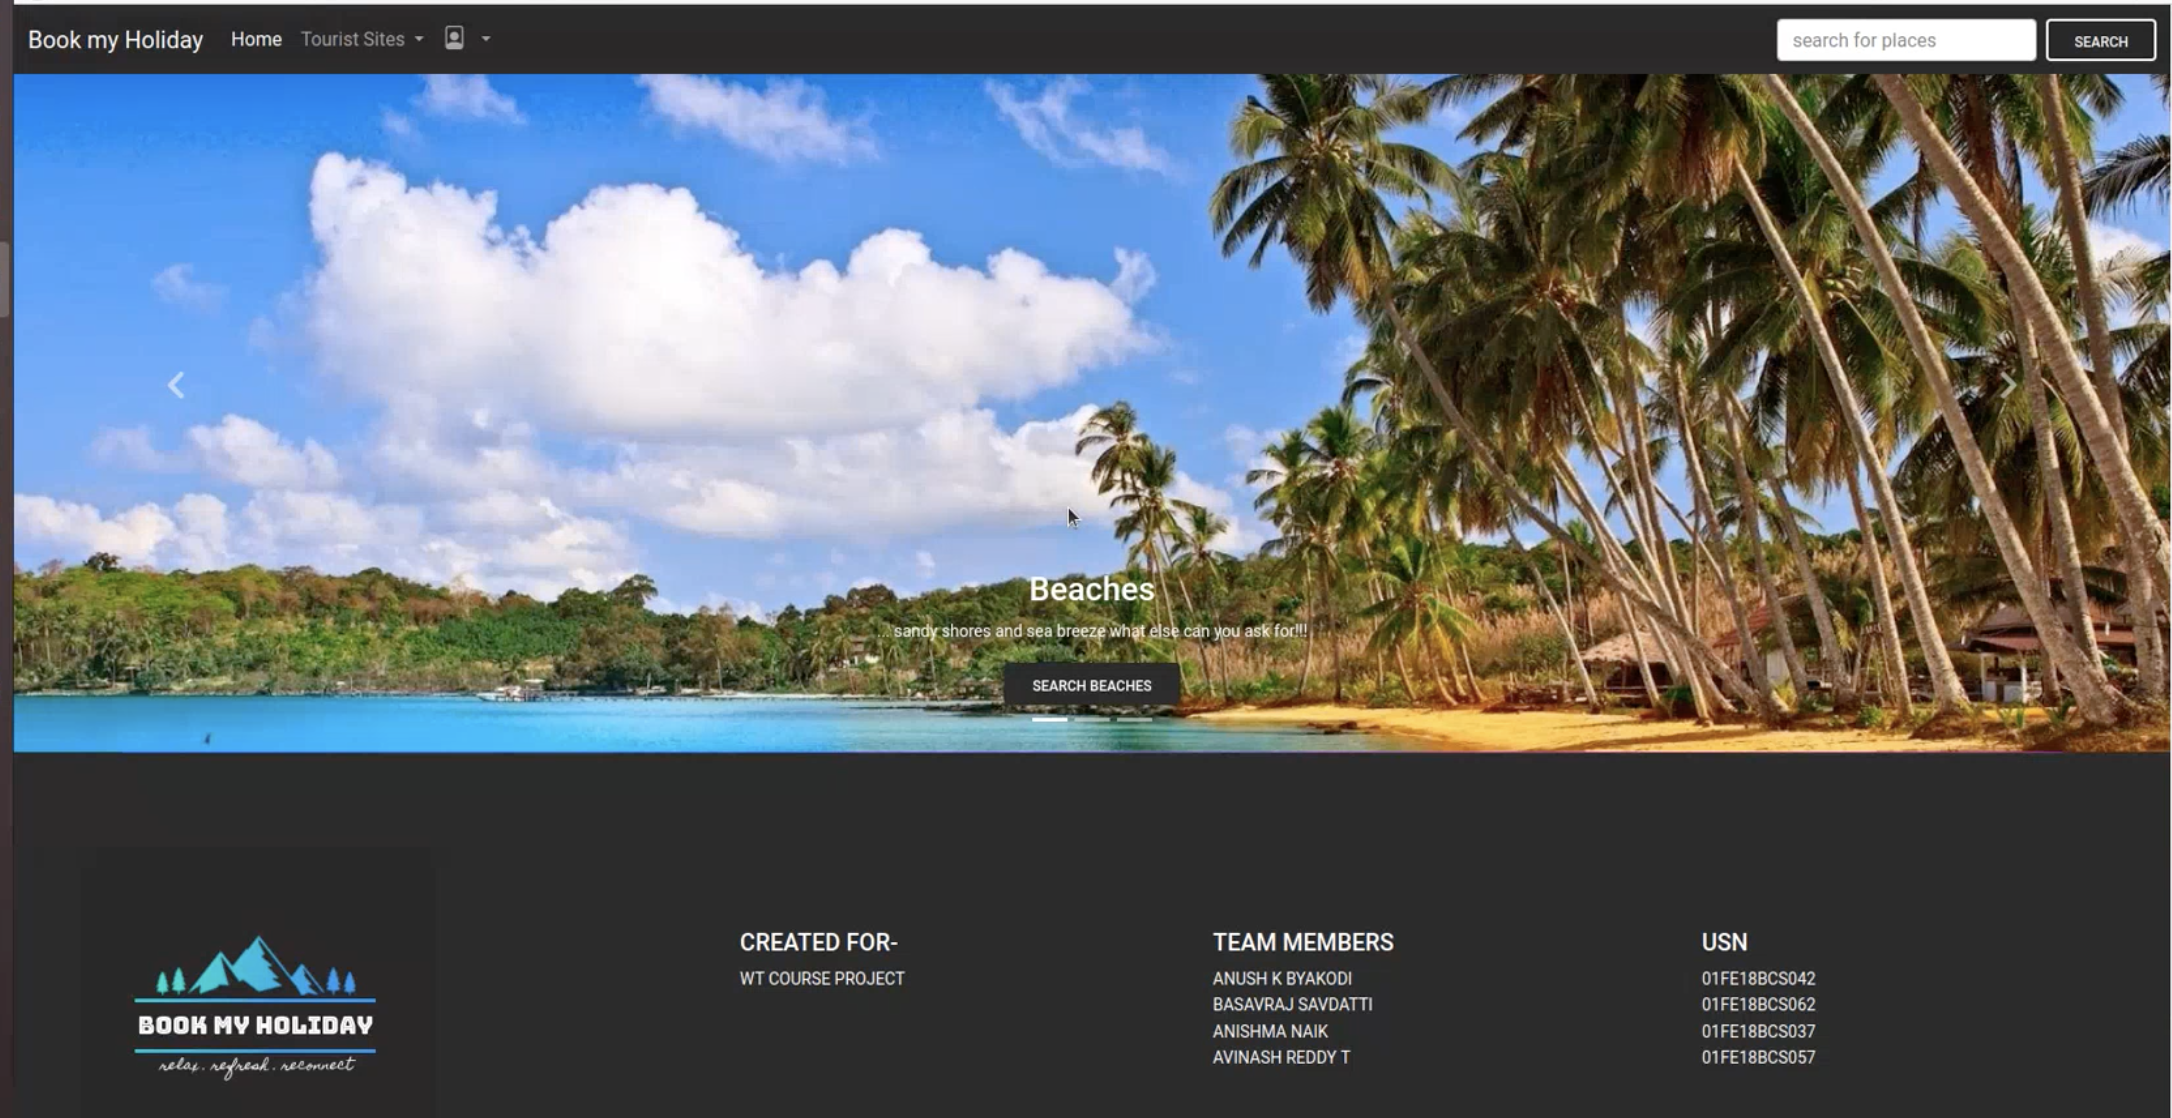 Book my Holiday Home Tourist Sites search for places SEARCH
Beaches
... sandy shores and sea breeze what else can you ask for!!!
SEARCH BEACHES
BOOK MY HOLIDAY
relax. refresh. reconnect
CREATED FOR-
WT COURSE PROJECT
TEAM MEMBERS
ANUSH K BYAKODI
BASAVRAJ SAVDATTI
ANISHMA NAIK
AVINASH REDDY T
USN
01FE18BCS042
01FE18BCS062
01FE18BCS037
01FE18BCS057